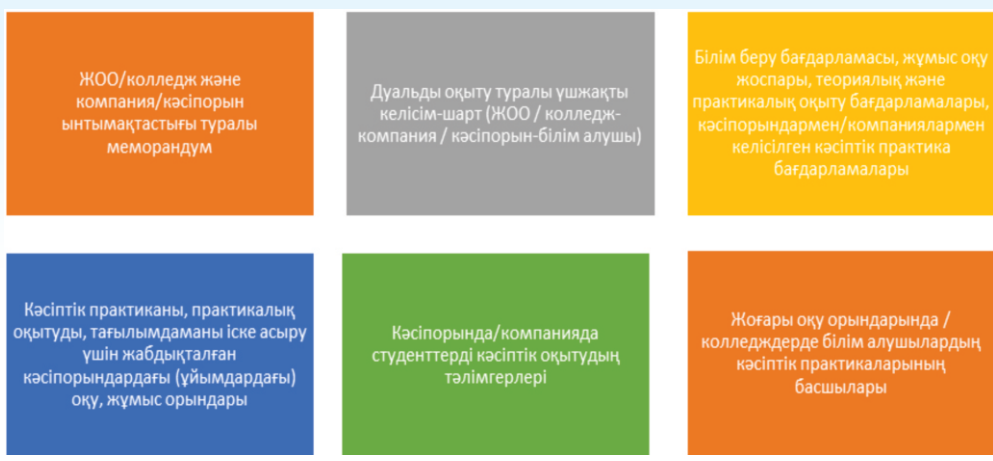 ЖОО/колледж және
компания/кәсіпорын
ынтымақтастығы туралы
меморандум
Дуальды оқыту туралы үшжақты
келісім-шарт (ЖОО / колледж-
компания / кәсіпорын-білім алушы)
Білім беру бағдарламасы, жұмыс оқу
жоспары, теориялық және
практикалық оқыту бағдарламалары,
кәсіпорындармен/компаниялармен
келісілген кәсіптік практика
бағдарламалары
Кәсіптік практиканы, практикалық
оқытуды, тағылымдаманы іске асыру
үшін жабдықталған
кәсіпорындардағы (ұйымдардағы)
оқу, жұмыс орындары
Кәсіпорында/компанияда
студенттерді кәсіптік оқытудың
тәлімгерлері
Жоғары оқу орындарында /
колледждерде білім алушылардың
кәсіптік практикаларының
басшылары